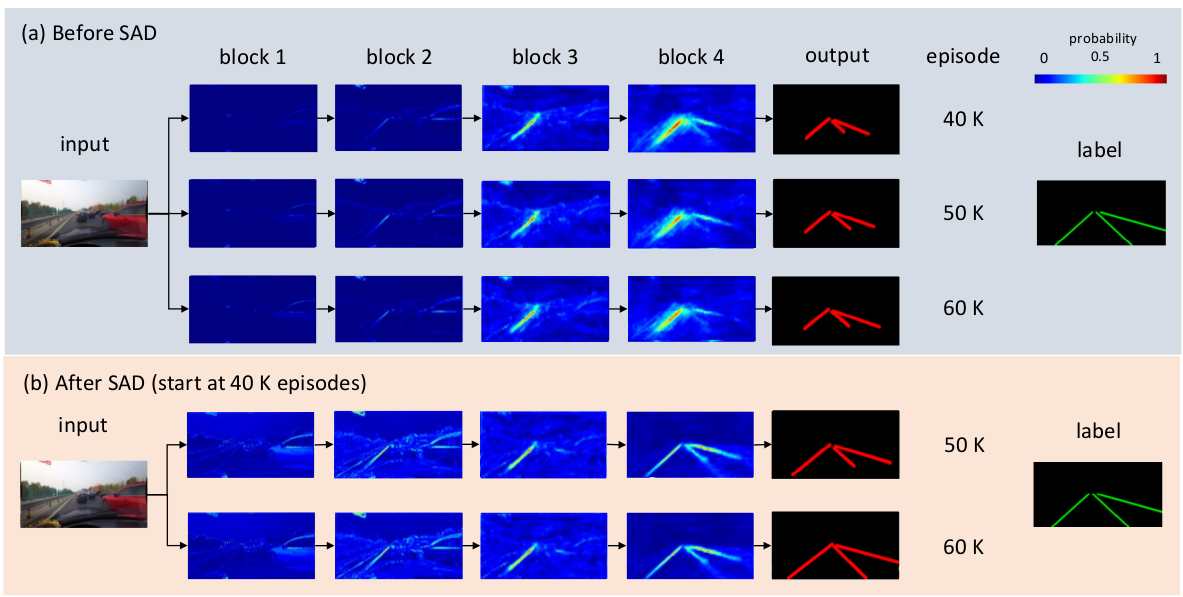 (a) Before SAD
block 1 block 2 block 3 block 4 output episode
probability
0 0.5 1
40 K
input
label
50 K
60 K
(b) After SAD (start at 40 K episodes)
input
label
50 K
60 K